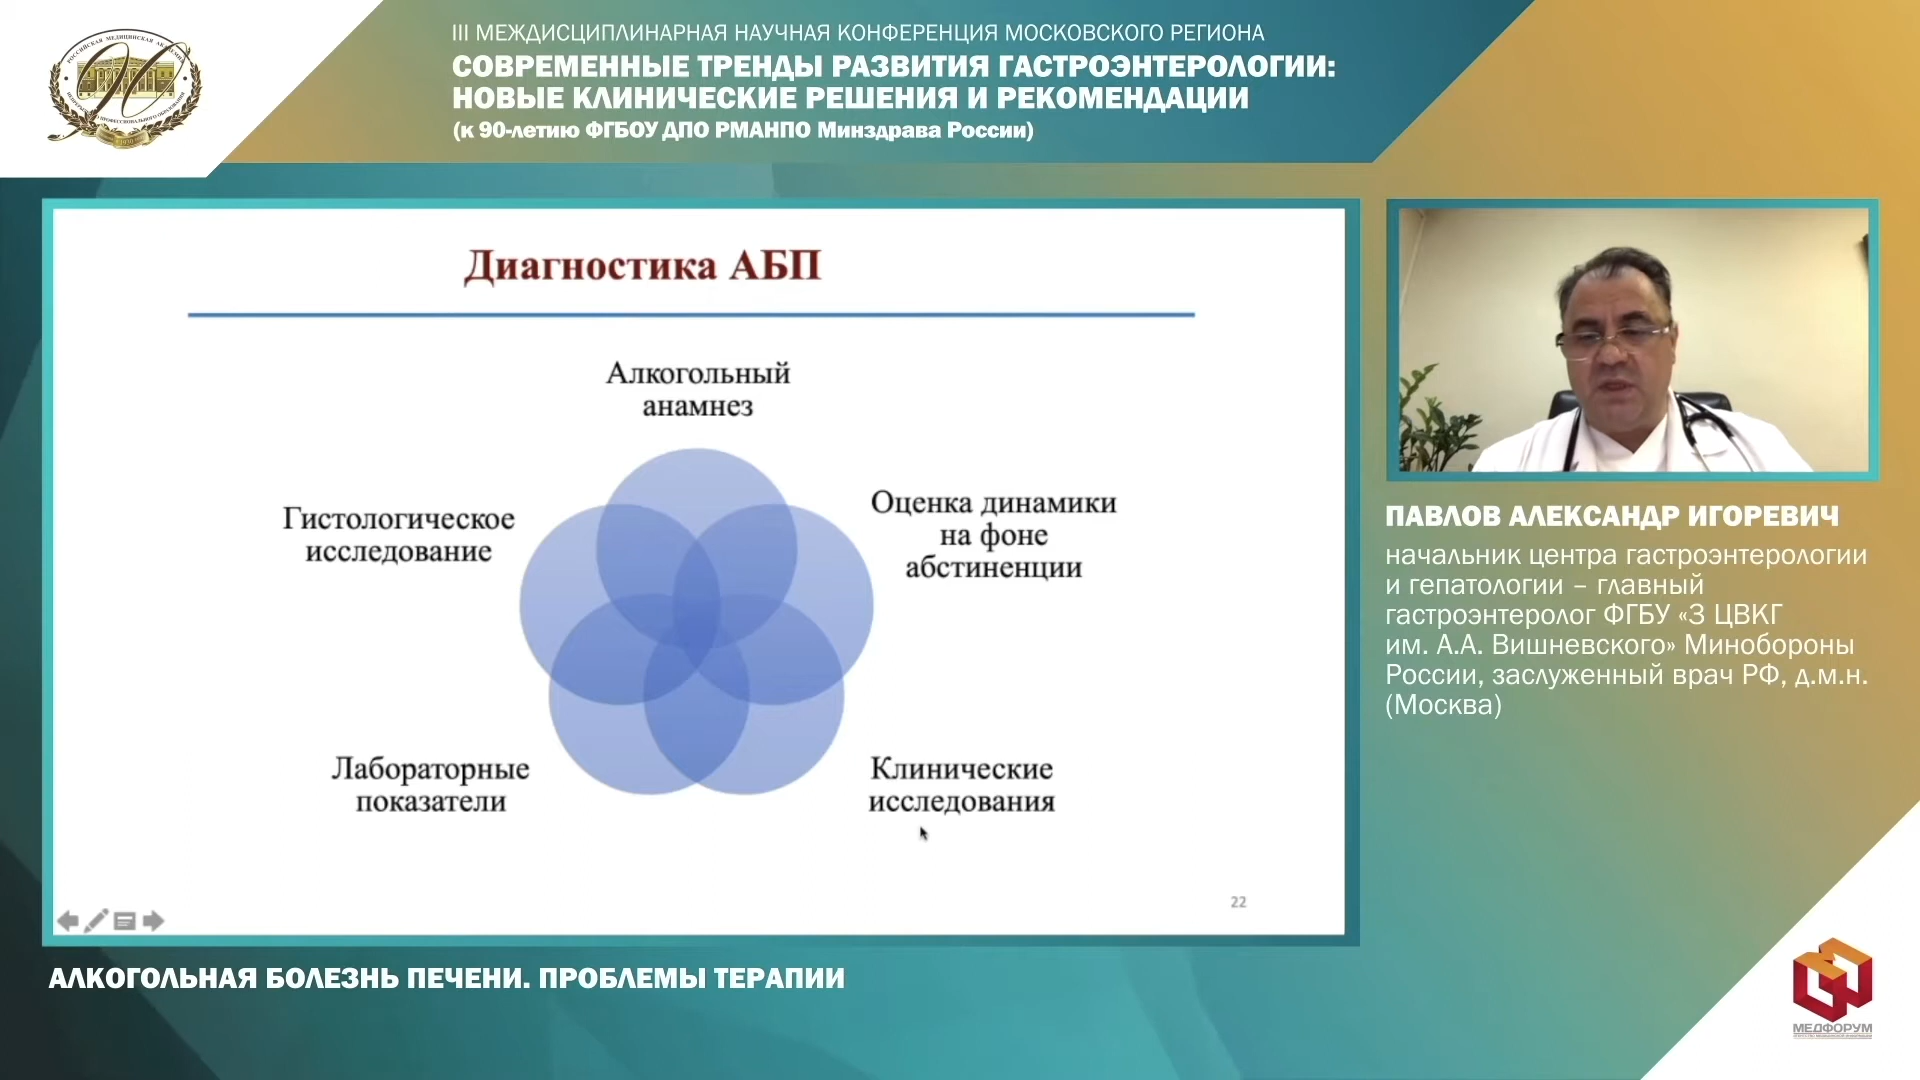 III МЕЖДИСЦИПЛИНАРНАЯ НАУЧНАЯ КОНФЕРЕНЦИЯ МОСКОВСКОГО РЕГИОНА
СОВРЕМЕННЫЕ ТРЕНДЫ РАЗВИТИЯ ГАСТРОЭНТЕРОЛОГИИ:
НОВЫЕ КЛИНИЧЕСКИЕ РЕШЕНИЯ И РЕКОМЕНДАЦИИ
(к 90-летию ФГБОУ ДПО РМАНПО Минздрава России)
Диагностика АБП
Алкогольный
анамнез
Гистологическое
исследование
Оценка динамики
на фоне
абстиненции
Лабораторные
показатели
Клинические
исследования
22
ПАВЛОВ АЛЕКСАНДР ИГОРЕВИЧ
начальник центра гастроэнтерологии
и гепатологии – главный
гастроэнтеролог ФГБУ «3 ЦВКГ
им. А.А. Вишневского» Минобороны
России, заслуженный врач РФ, д.м.н.
(Москва)
АЛКОГОЛЬНАЯ БОЛЕЗНЬ ПЕЧЕНИ. ПРОБЛЕМЫ ТЕРАПИИ
МЕДФОРУМ